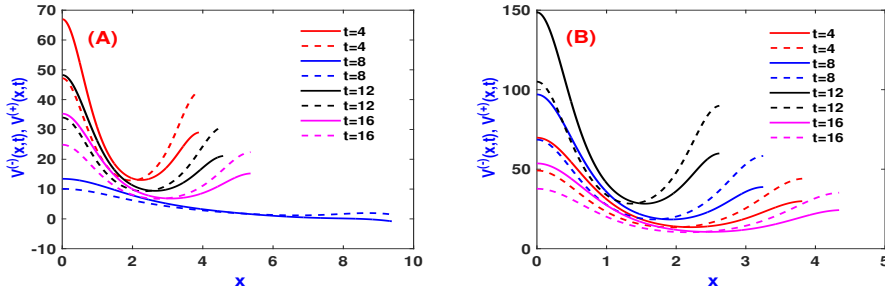 (A)
V(-)(x,t), V(+)(x,t)
70
60
50
40
30
20
10
0
-10
0 2 4 6 8 10
x
t=4
t=4
t=8
t=8
t=12
t=12
t=16
t=16
(B)
V(-)(x,t), V(+)(x,t)
150
100
50
0
0 1 2 3 4 5
x
t=4
t=4
t=8
t=8
t=12
t=12
t=16
t=16